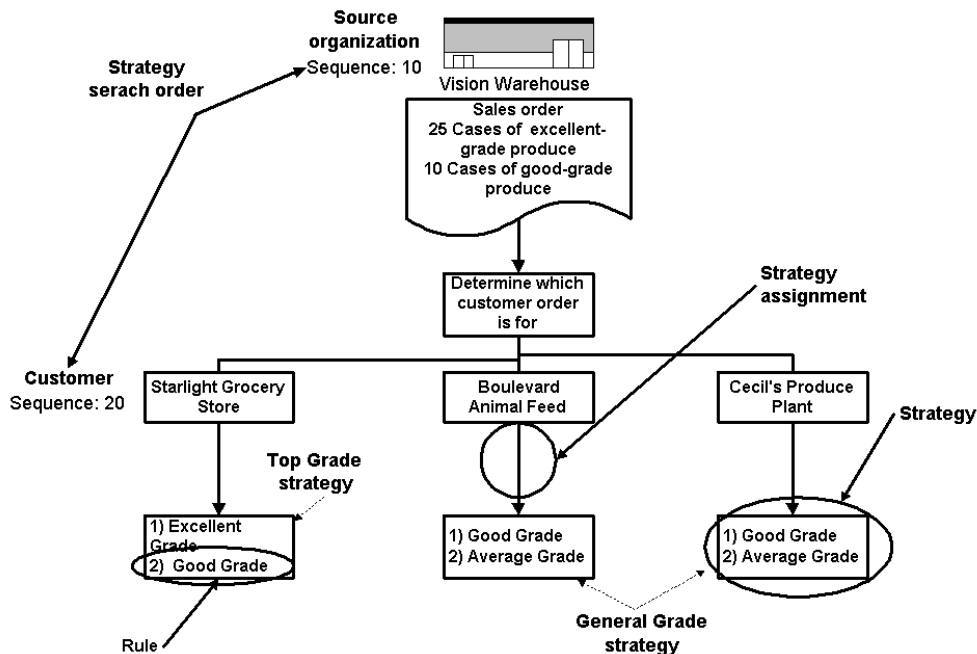 Source
organization
Sequence: 10
Strategy
serach order
Vision Warehouse
Sales order
25 Cases of excellent-
grade produce
10 Cases of good-grade
produce
Determine which
customer order
is for
Strategy
assignment
Customer
Sequence: 20
Starlight Grocery
Store
Boulevard
Animal Feed
Cecil's Produce
Plant
Strategy
Top Grade
strategy
1) Excellent
Grade
2) Good Grade
1) Good Grade
2) Average Grade
1) Good Grade
2) Average Grade
General Grade
strategy
Rule